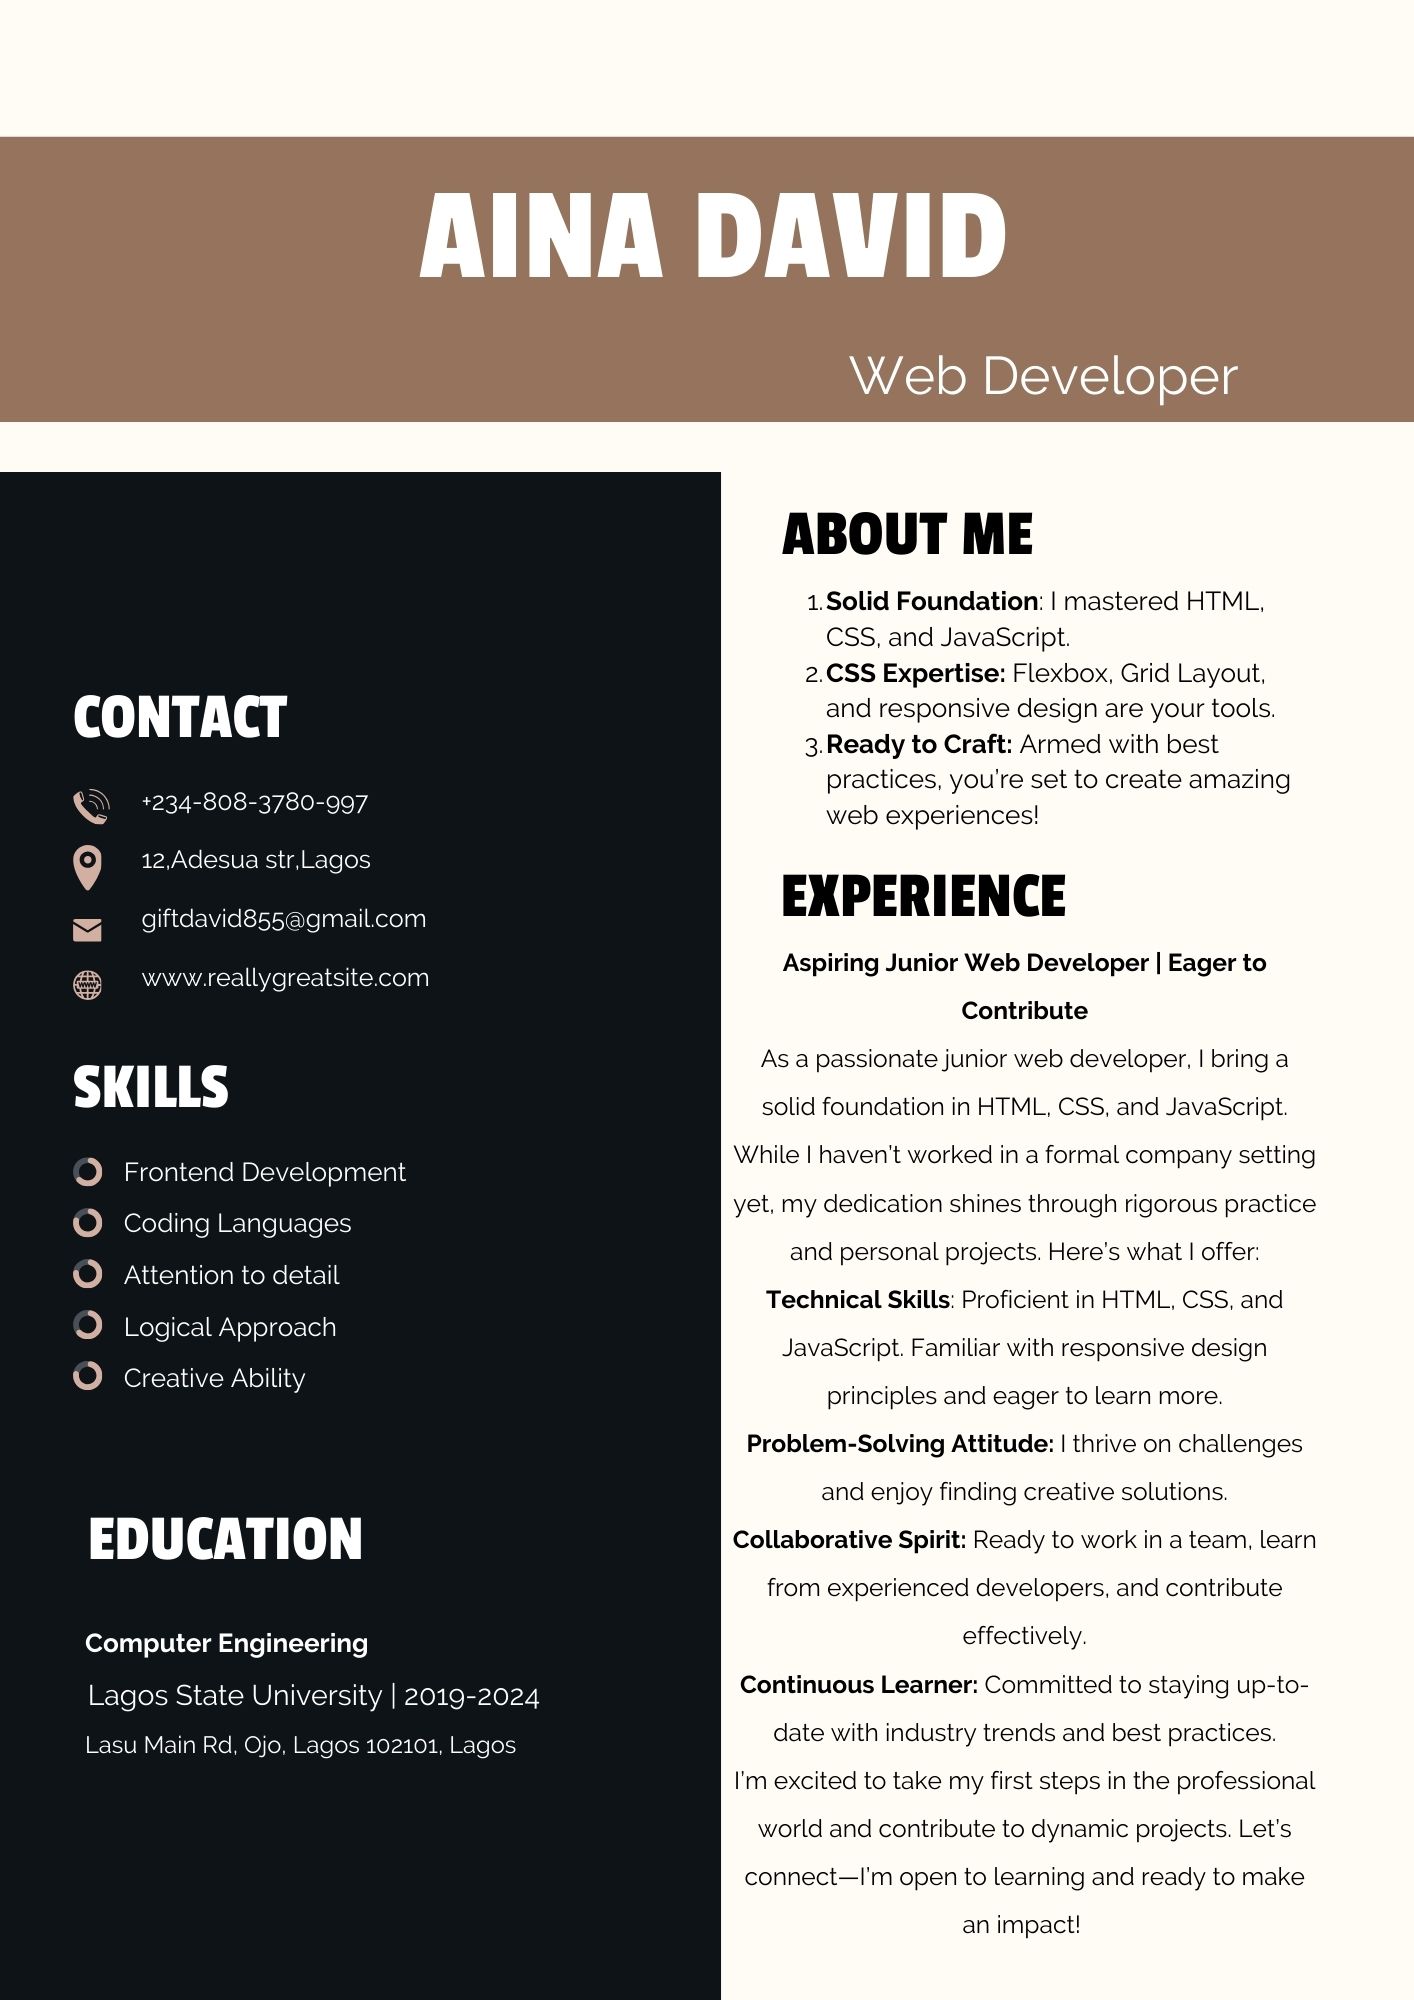 AINA DAVID
Web Developer
CONTACT
+234-808-3780-997
12,Adesua str,Lagos
giftdavid855@gmail.com
www.reallygreatsite.com
SKILLS
Frontend Development
Coding Languages
Attention to detail
Logical Approach
Creative Ability
EDUCATION
Computer Engineering
Lagos State University | 2019-2024
Lasu Main Rd, Ojo, Lagos 102101, Lagos
ABOUT ME
1. Solid Foundation: I mastered HTML,
CSS, and JavaScript.
2. CSS Expertise: Flexbox, Grid Layout,
and responsive design are your tools.
3. Ready to Craft: Armed with best
practices, you’re set to create amazing
web experiences!
EXPERIENCE
Aspiring Junior Web Developer | Eager to
Contribute
As a passionate junior web developer, I bring a
solid foundation in HTML, CSS, and JavaScript.
While I haven’t worked in a formal company setting
yet, my dedication shines through rigorous practice
and personal projects. Here’s what I offer:
Technical Skills: Proficient in HTML, CSS, and
JavaScript. Familiar with responsive design
principles and eager to learn more.
Problem-Solving Attitude: I thrive on challenges
and enjoy finding creative solutions.
Collaborative Spirit: Ready to work in a team, learn
from experienced developers, and contribute
effectively.
Continuous Learner: Committed to staying up-to-
date with industry trends and best practices.
I’m excited to take my first steps in the professional
world and contribute to dynamic projects. Let’s
connect—I’m open to learning and ready to make
an impact!